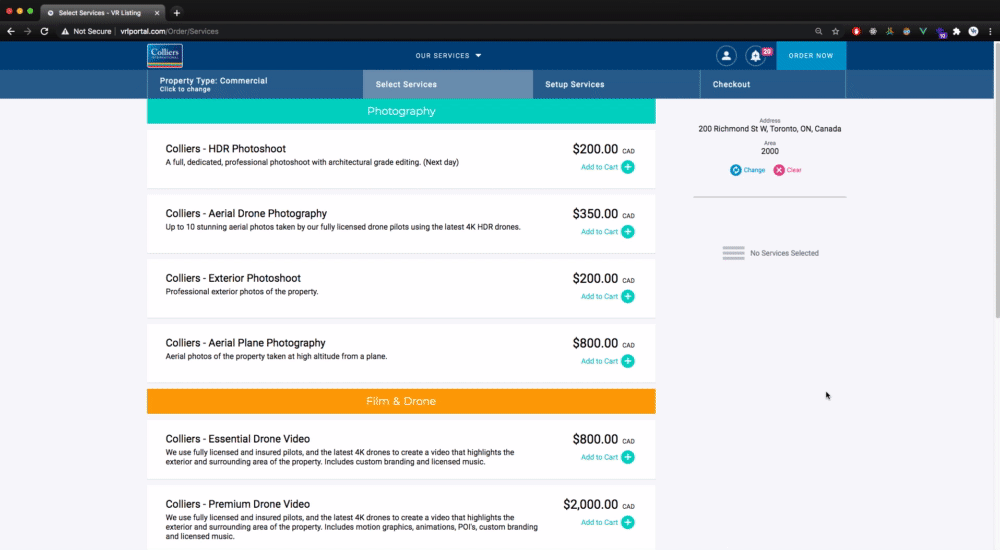 Select Services - VR Listing
Not Secure | vrlportal.com/Order/Services
10
Colliers
INTERNATIONAL
OUR SERVICES
20
ORDER NOW
Property Type: Commercial
Click to change
Select Services
Setup Services
Checkout
Photography
Colliers - HDR Photoshoot
A full, dedicated, professional photoshoot with architectural grade editing. (Next day)
$200.00 CAD
Add to Cart
Colliers - Aerial Drone Photography
Up to 10 stunning aerial photos taken by our fully licensed drone pilots using the latest 4K HDR drones.
$350.00 CAD
Add to Cart
Colliers - Exterior Photoshoot
Professional exterior photos of the property.
$200.00 CAD
Add to Cart
Colliers - Aerial Plane Photography
Aerial photos of the property taken at high altitude from a plane.
$800.00 CAD
Add to Cart
Film & Drone
Colliers - Essential Drone Video
We use fully licensed and insured pilots, and the latest 4K drones to create a video that highlights the
exterior and surrounding area of the property. Includes custom branding and licensed music.
$800.00 CAD
Add to Cart
Colliers - Premium Drone Video
We use fully licensed and insured pilots, and the latest 4K drones to create a video that highlights the
exterior and surrounding area of the property. Includes motion graphics, animations, POI's, custom branding
and licensed music.
$2,000.00 CAD
Add to Cart
Address
200 Richmond St W, Toronto, ON, Canada
Area
2000
Change
Clear
No Services Selected